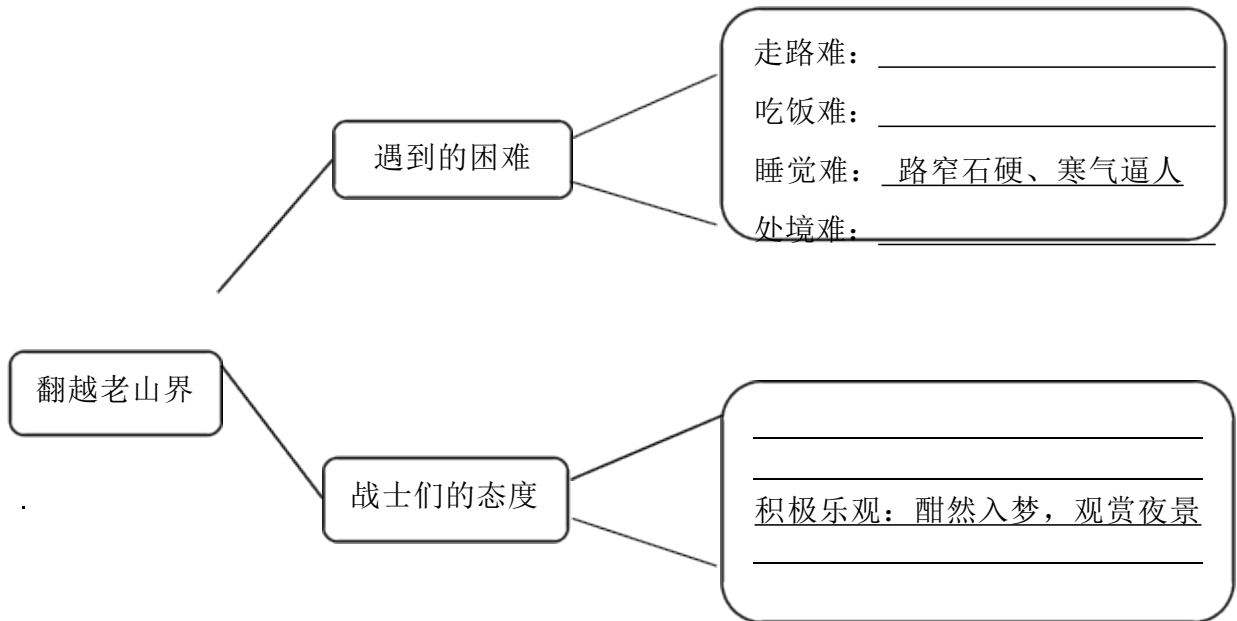 走路难：
吃饭难：
遇到的困难
睡觉难： 路窄石硬、寒气逼人
处境难：
翻越老山界
战士们的态度
积极乐观：酣然入梦，观赏夜景
.